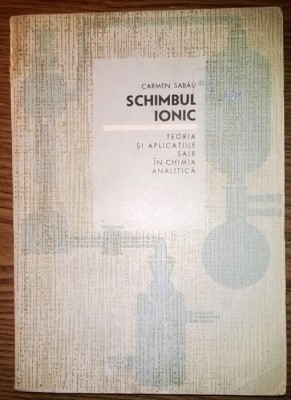 CARMEN SABĂU
SCHIMBUL
IONIC
TEORIA
ȘI APLICAȚIILE
SALE
ÎN CHIMIA
ANALITICĂ